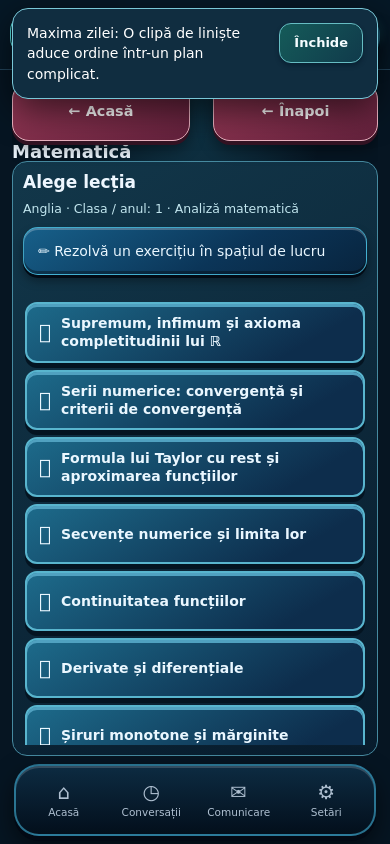 Maxima zilei: O clipă de liniște
aduce ordine într-un plan
complicat.
Închide
← Acasă
← Înapoi
Matematică
Alege lecția
Anglia · Clasa / anul: 1 · Analiză matematică
✏ Rezolvă un exercițiu în spațiul de lucru
Supremum, infimum și axioma
completitudinii lui ℝ
Serii numerice: convergență și
criterii de convergență
Formula lui Taylor cu rest și
aproximarea funcțiilor
Secvențe numerice și limita lor
Continuitatea funcțiilor
Derivate și diferențiale
Șiruri monotone și mărginite
Acasă
Conversații
Comunicare
Setări